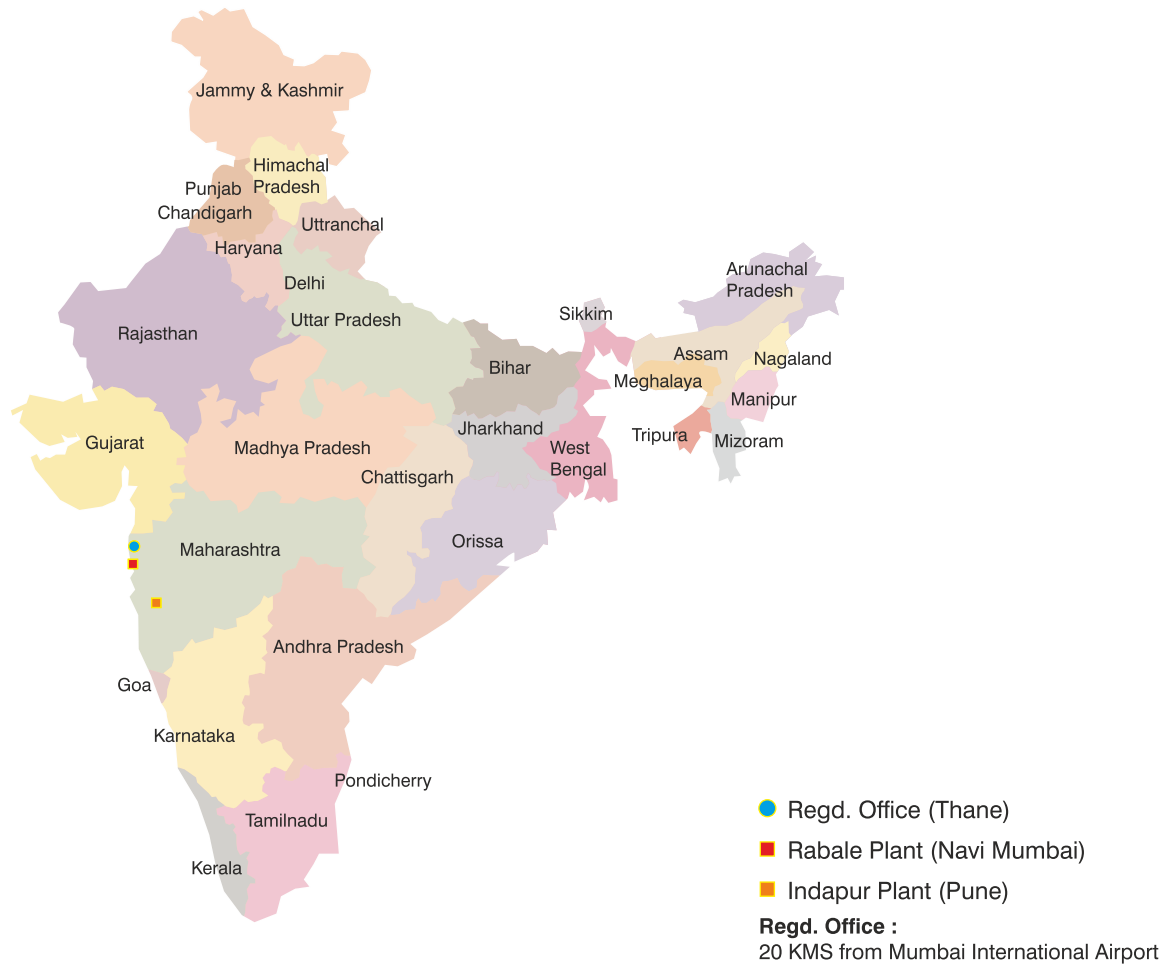 Jammy & Kashmir
Himachal
Pradesh
Punjab
Chandigarh
Uttranchal
Haryana
Arunachal
Pradesh
Delhi
Sikkim
Uttar Pradesh
Rajasthan
Assam
Nagaland
Bihar
Meghalaya
Manipur
Jharkhand
Tripura
Mizoram
Gujarat
Madhya Pradesh
West
Bengal
Chattisgarh
Orissa
Maharashtra
Andhra Pradesh
Goa
Karnataka
Pondicherry
Tamilnadu
Kerala
Regd. Office (Thane)
Rabale Plant (Navi Mumbai)
Indapur Plant (Pune)
Regd. Office :
20 KMS from Mumbai International Airport